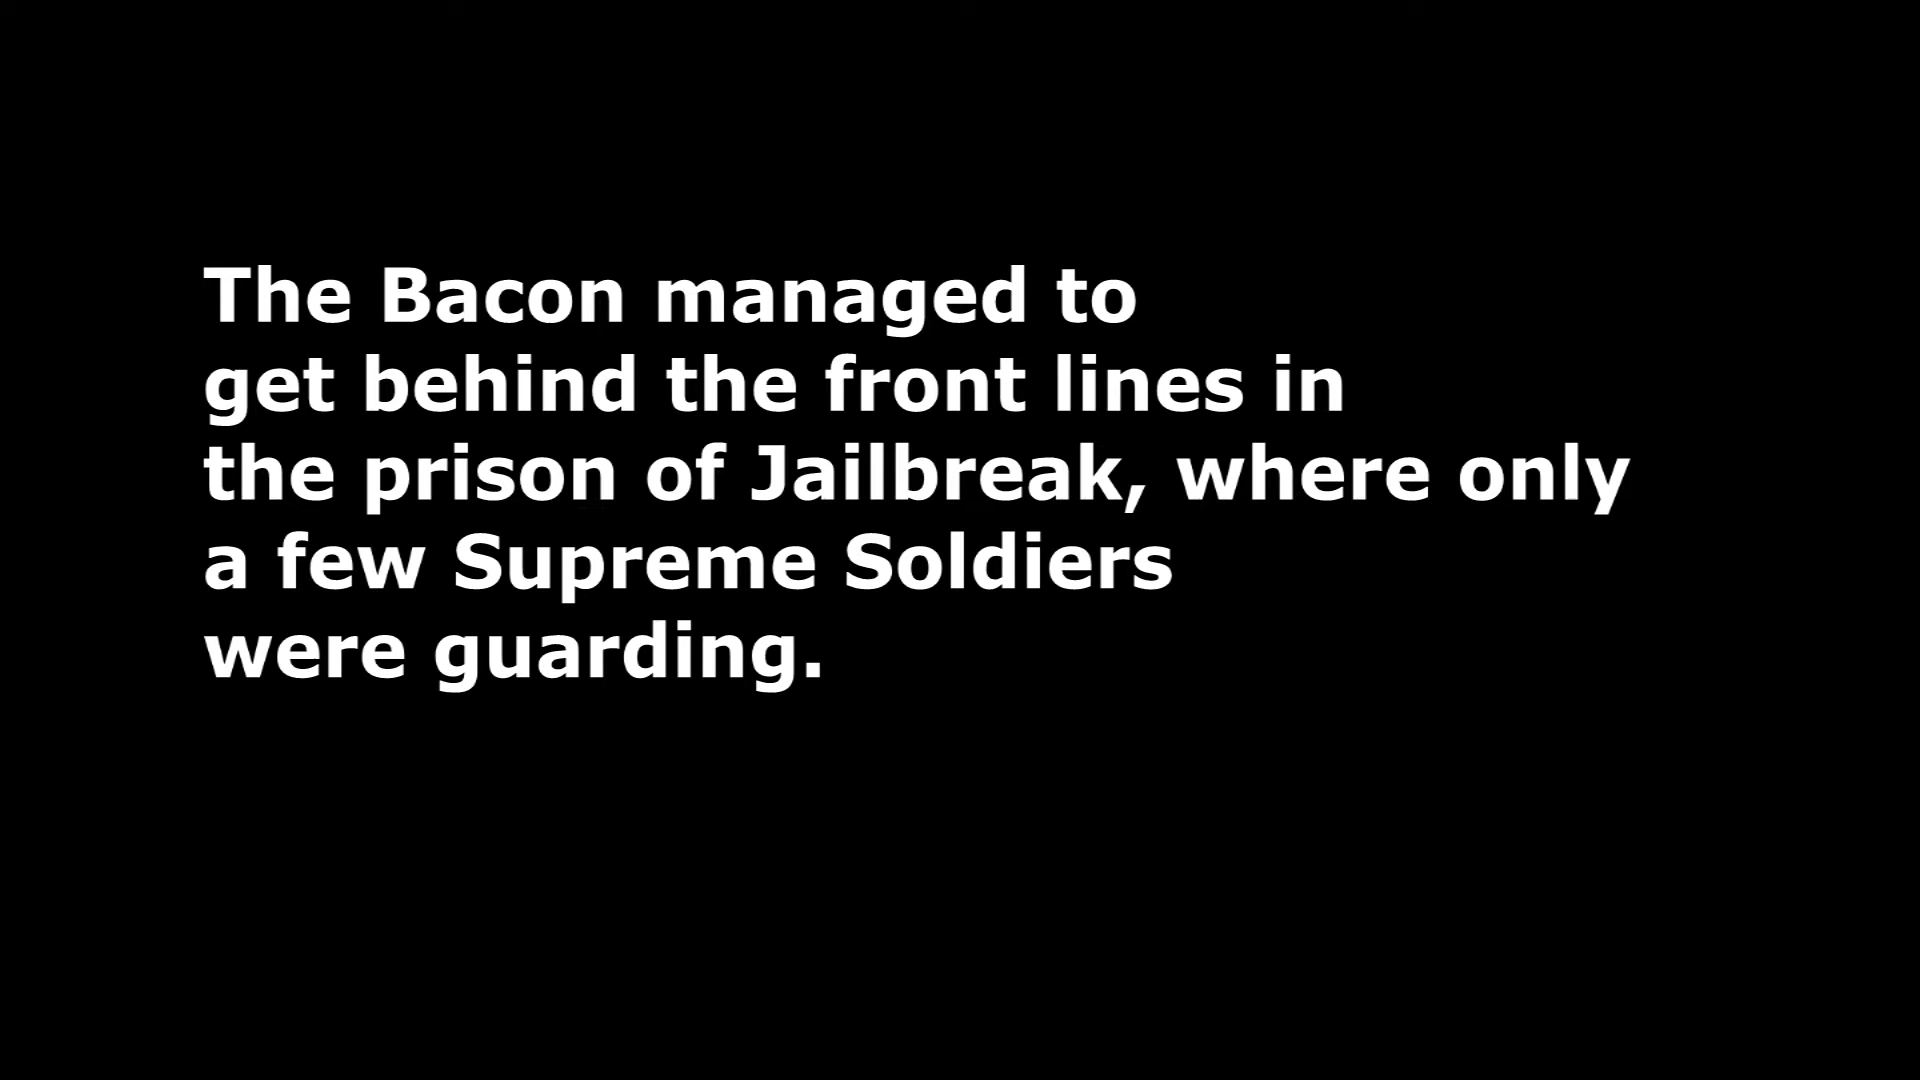 The Bacon managed to
get behind the front lines in
the prison of Jailbreak, where only
a few Supreme Soldiers
were guarding.